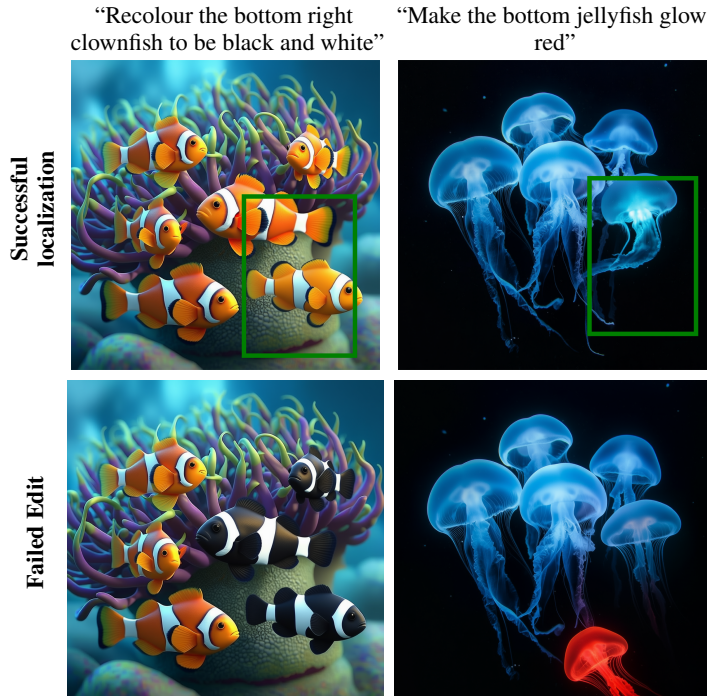 “Recolour the bottom right
clownfish to be black and white”
“Make the bottom jellyfish glow
red”
Successful
localization
Failed Edit